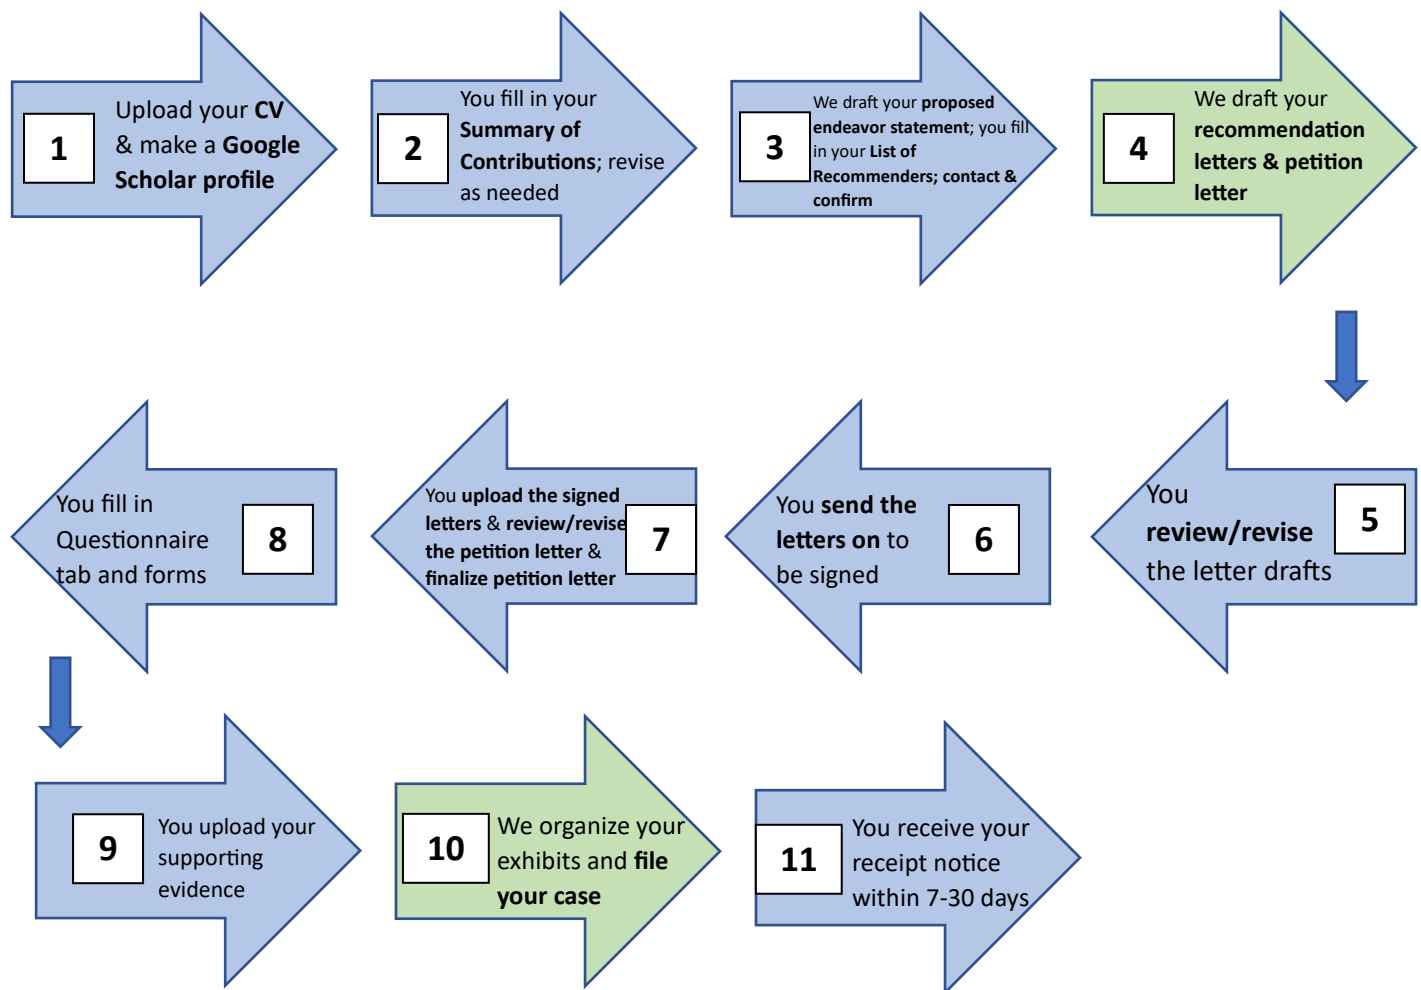 1
Upload your CV
& make a Google
Scholar profile
2
You fill in your
Summary of
Contributions; revise
as needed
3
We draft your proposed
endeavor statement; you fill
in your List of
Recommenders; contact &
confirm
4
We draft your
recommendation
letters & petition
letter
5
You
review/revise
the letter drafts
6
You send the
letters on to
be signed
7
You upload the signed
letters & review/revise
the petition letter &
finalize petition letter
8
You fill in
Questionnaire
tab and forms
9
You upload your
supporting
evidence
10
We organize your
exhibits and file
your case
11
You receive your
receipt notice
within 7-30 days